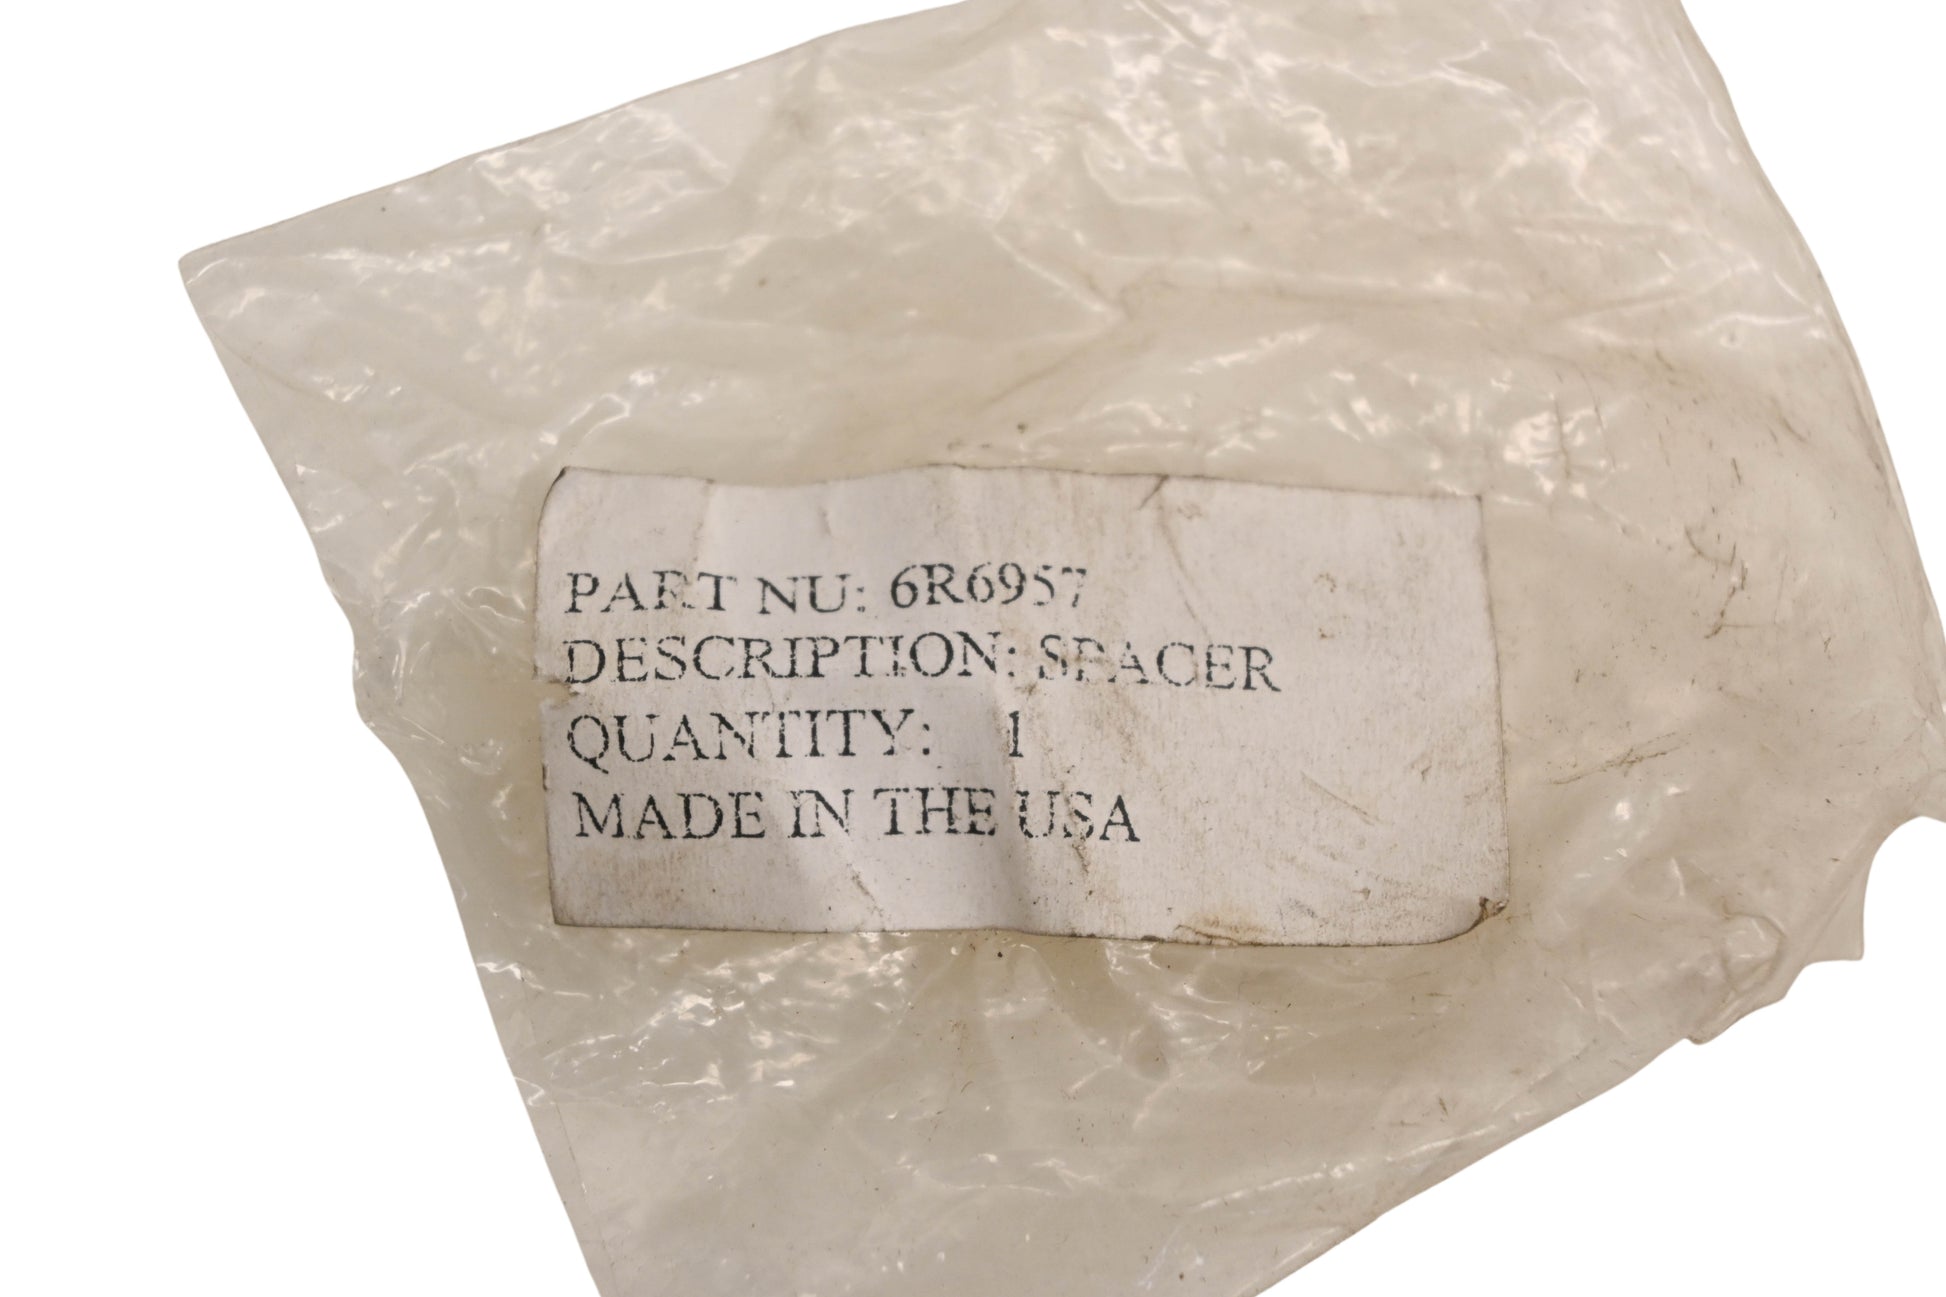 PART NU: 6R6957
DESCRIPTION: SPACER
QUANTITY: 1
MADE IN THE USA